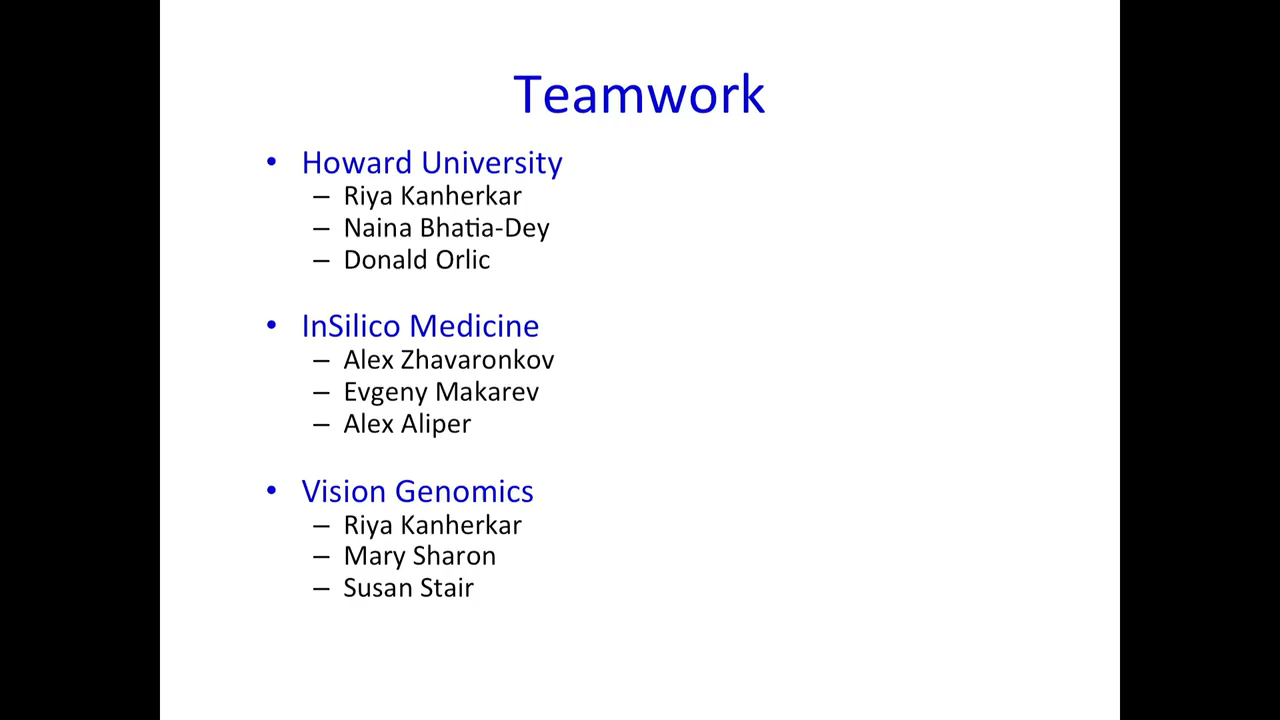 Teamwork
• Howard University
– Riya Kanherkar
– Naina Bhatia-Dey
– Donald Orlic
• InSilico Medicine
– Alex Zhavaronkov
– Evgeny Makarev
– Alex Aliper
• Vision Genomics
– Riya Kanherkar
– Mary Sharon
– Susan Stair